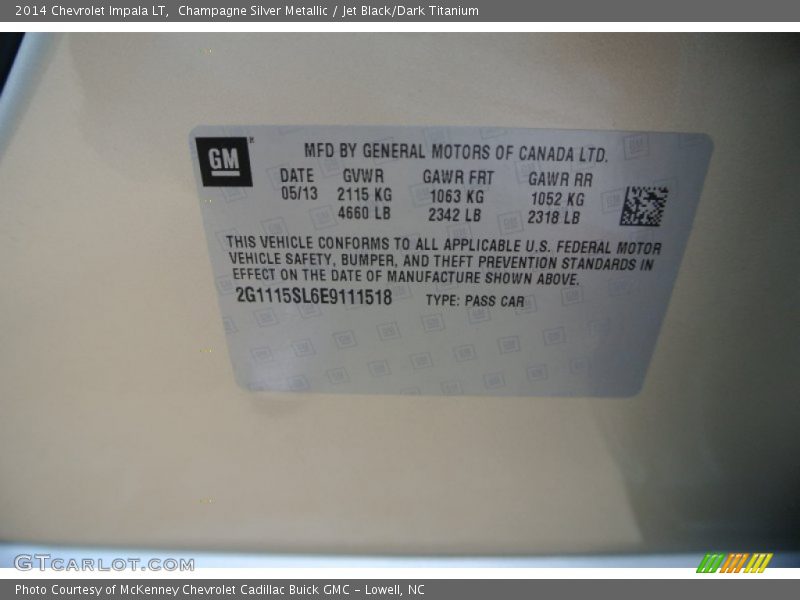 2014 Chevrolet Impala LT,  Champagne Silver Metallic / Jet Black/Dark Titanium
GM
MFD BY GENERAL MOTORS OF CANADA LTD.
DATE GVWR GAWR FRT GAWR RR
05/13 2115 KG 1063 KG 1052 KG
4660 LB 2342 LB 2318 LB
THIS VEHICLE CONFORMS TO ALL APPLICABLE U.S. FEDERAL MOTOR
VEHICLE SAFETY, BUMPER, AND THEFT PREVENTION STANDARDS IN
EFFECT ON THE DATE OF MANUFACTURE SHOWN ABOVE.
2G1115SL6E9111518 TYPE: PASS CAR
GTCARLOT.COM
Photo Courtesy of McKenney Chevrolet Cadillac Buick GMC - Lowell, NC